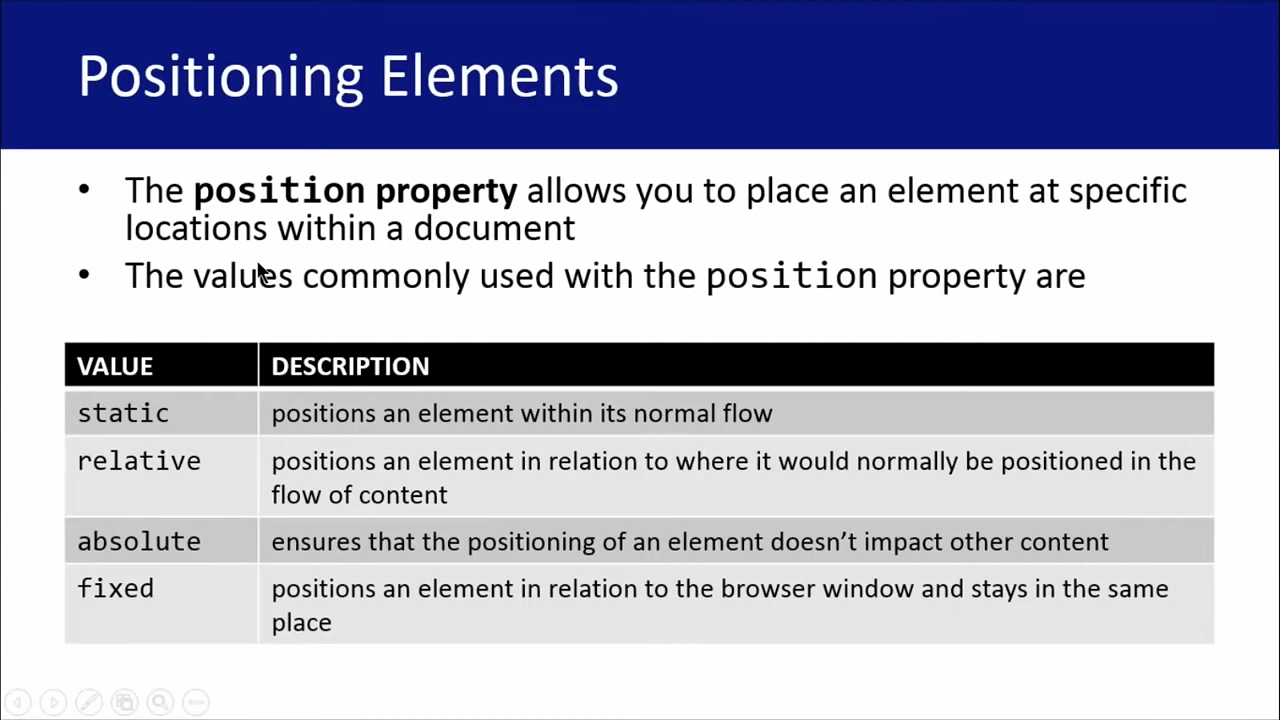 Positioning Elements
• The position property allows you to place an element at specific
locations within a document
• The values commonly used with the position property are
VALUE DESCRIPTION
static positions an element within its normal flow
relative positions an element in relation to where it would normally be positioned in the
flow of content
absolute ensures that the positioning of an element doesn’t impact other content
fixed positions an element in relation to the browser window and stays in the same
place